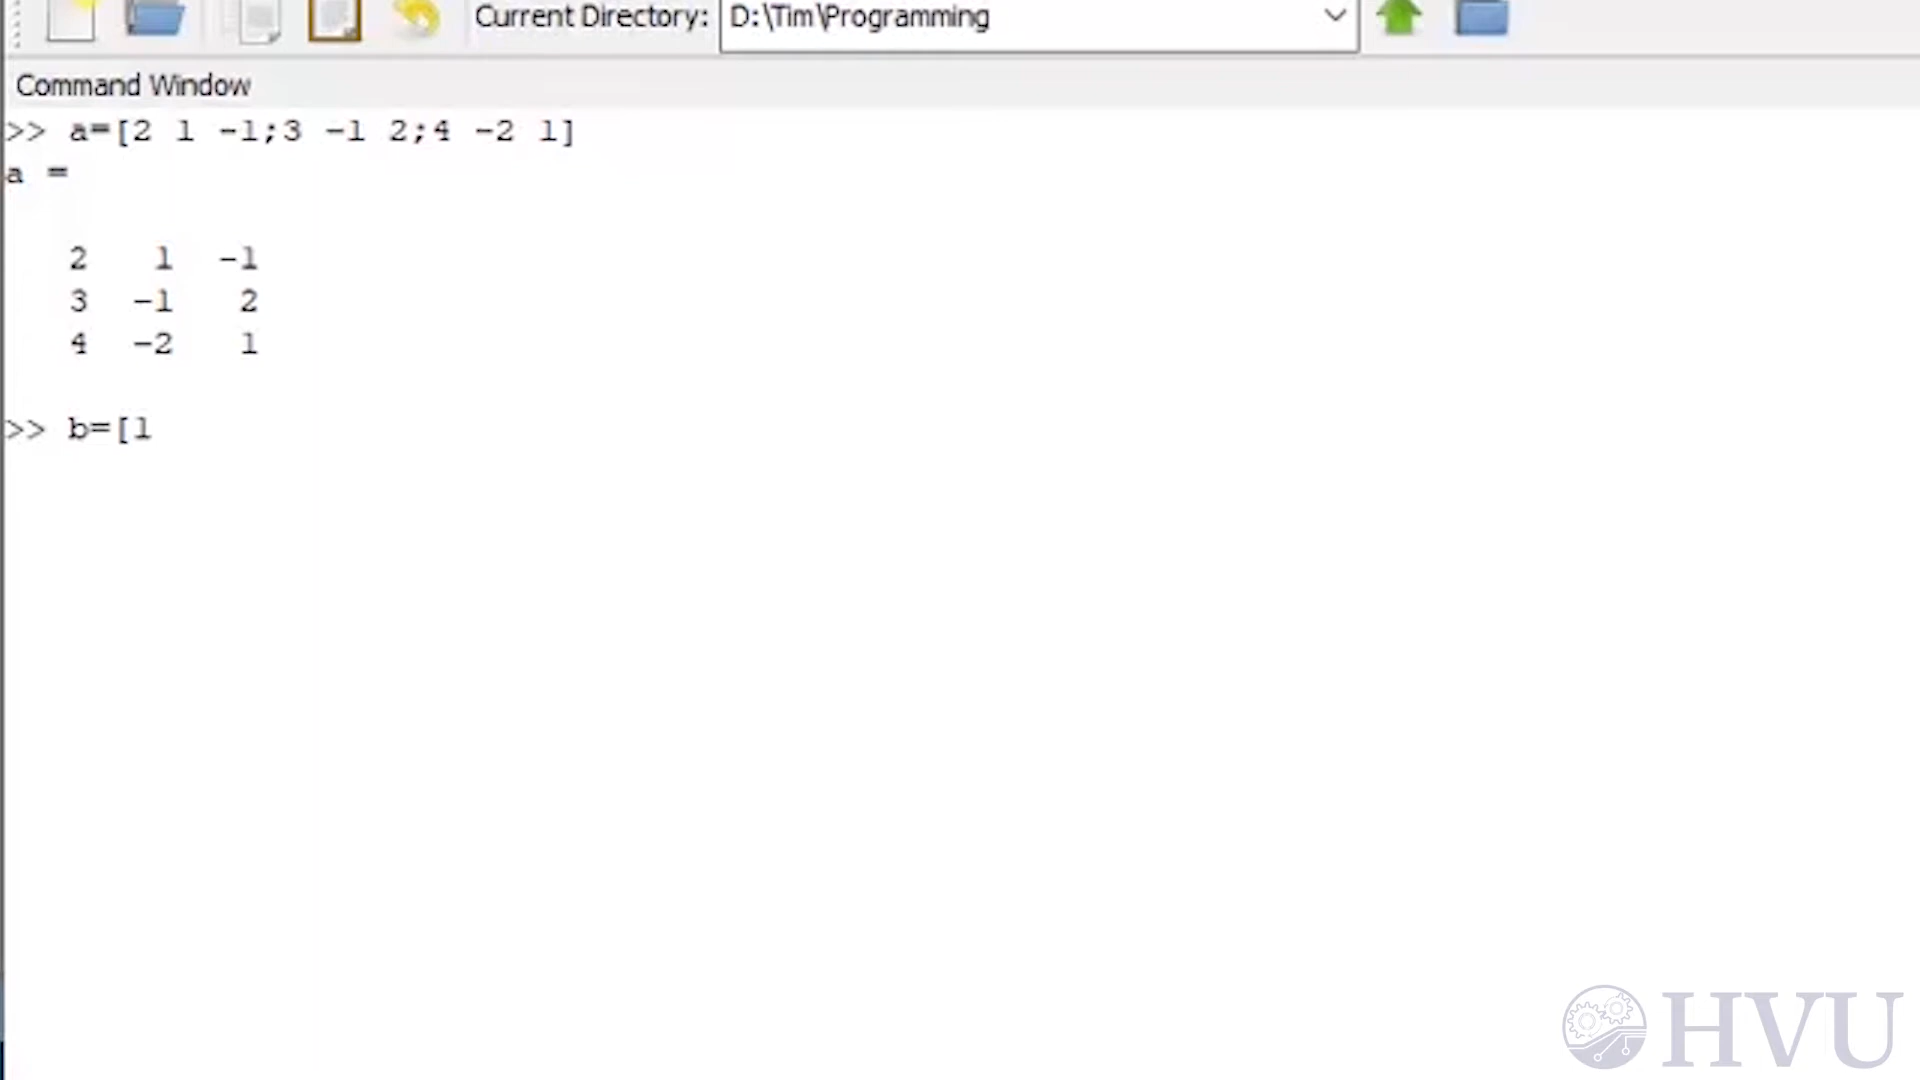 Current Directory: D:\Tim\Programming
Command Window
>> a=[2 1 -1;3 -1 2;4 -2 1]
a =
2 1 -1
3 -1 2
4 -2 1
>> b=[1
HVU